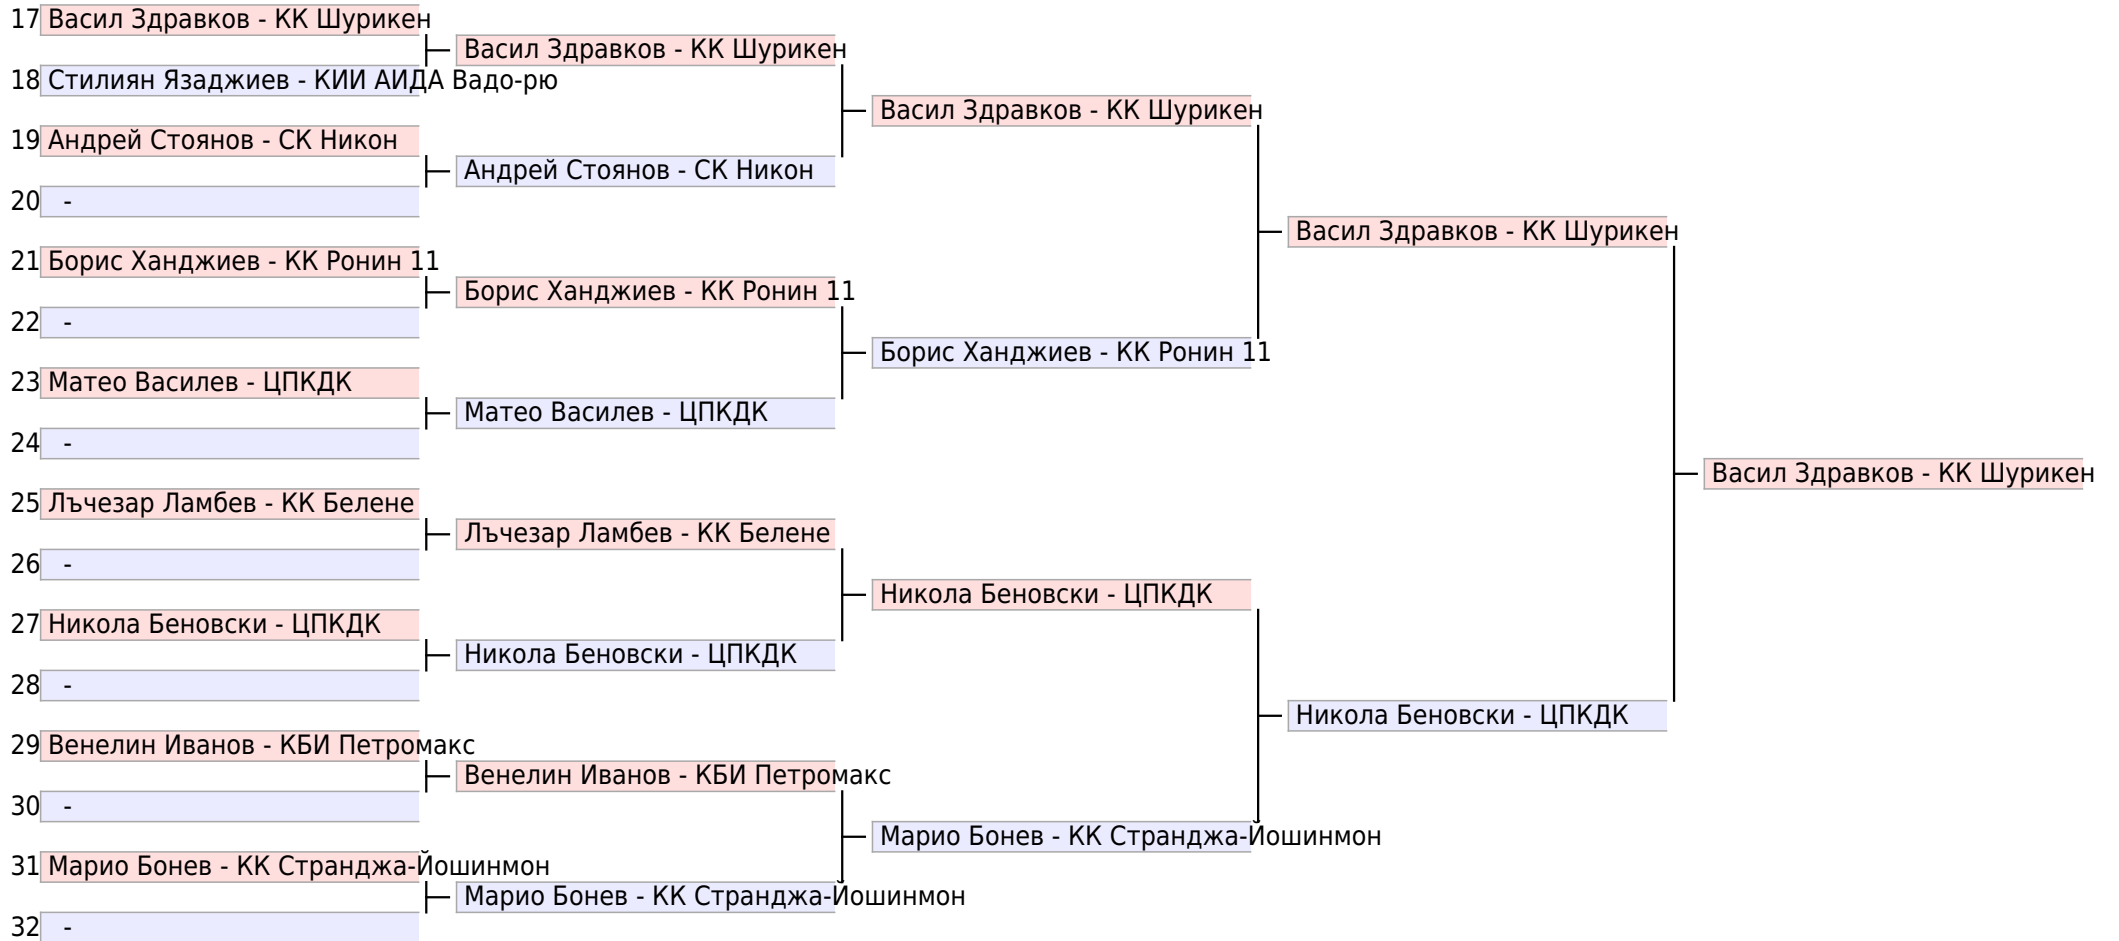 17 Васил Здравков - КК Шурикен
Васил Здравков - КК Шурикен
18 Стилиян Язаджиев - КИИ АИДА Вадо-рю
Васил Здравков - КК Шурикен
19 Андрей Стоянов - СК Никон
Андрей Стоянов - СК Никон
20 -
Васил Здравков - КК Шурикен
21 Борис Ханджиев - КК Ронин 11
Борис Ханджиев - КК Ронин 11
22 -
Борис Ханджиев - КК Ронин 11
23 Матео Василев - ЦПКДК
Матео Василев - ЦПКДК
24 -
Васил Здравков - КК Шурикен
25 Лъчезар Ламбев - КК Белене
Лъчезар Ламбев - КК Белене
26 -
Никола Беновски - ЦПКДК
27 Никола Беновски - ЦПКДК
Никола Беновски - ЦПКДК
28 -
Никола Беновски - ЦПКДК
29 Венелин Иванов - КБИ Петромакс
Венелин Иванов - КБИ Петромакс
30 -
Марио Бонев - КК Странджа-Йошинмон
31 Марио Бонев - КК Странджа-Йошинмон
Марио Бонев - КК Странджа-Йошинмон
32 -